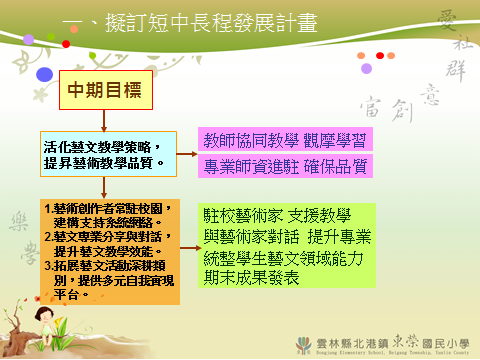 一、擬訂短中長程發展計畫
愛
社
群
意
創
富
中期目標
活化藝文教學策略，
提昇藝術教學品質。
教師協同教學 觀摩學習
專業師資進駐 確保品質
1.藝術創作者常駐校園，
建構支持系統網絡。
2.藝文專業分享與對話，
提升藝文教學效能。
3.拓展藝文活動深耕類
別，提供多元自我實現
平台。
駐校藝術家 支援教學
與藝術家對話 提升專業
統整學生藝文領域能力
期末成果發表
樂
學
雲林縣北港鎮 東榮 國民小學
Dongrong Elementary School, Beigang Township, Yunlin County